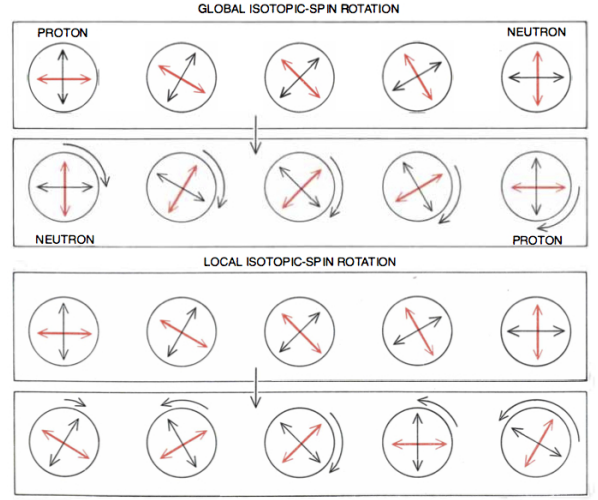 GLOBAL ISOTOPIC-SPIN ROTATION
PROTON
NEUTRON
NEUTRON
PROTON
LOCAL ISOTOPIC-SPIN ROTATION